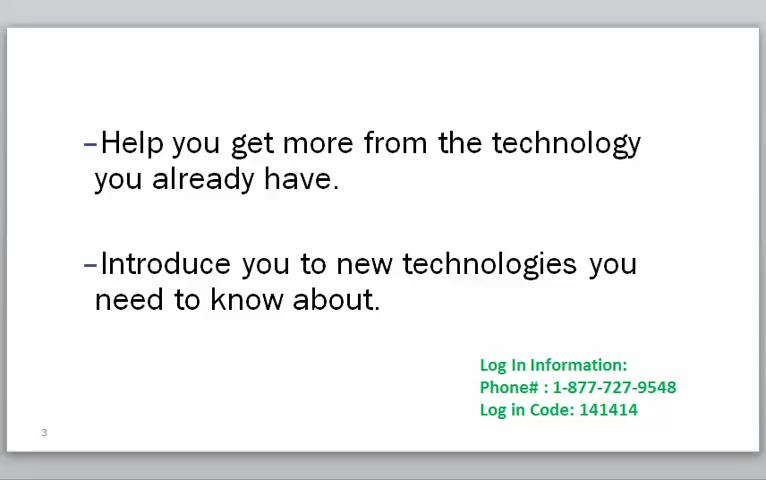 –Help you get more from the technology
you already have.
–Introduce you to new technologies you
need to know about.
Log In Information:
Phone# : 1-877-727-9548
Log in Code: 141414
3